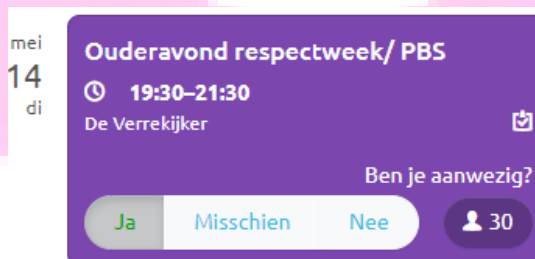 mei
14
di
Ouderavond respectweek/ PBS
19:30–21:30
De Verrekijker
Ben je aanwezig?
Ja Misschien Nee 30